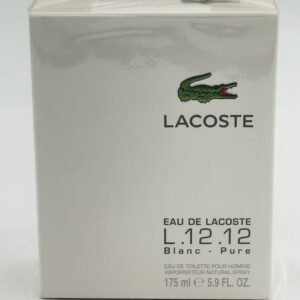 LACOSTE
EAU DE LACOSTE
L.12.12
Blanc - Pure
EAU DE TOILETTE POUR HOMME
VAPORISATEUR NATURAL SPRAY
175 ml ℮ 5.9 FL. OZ.